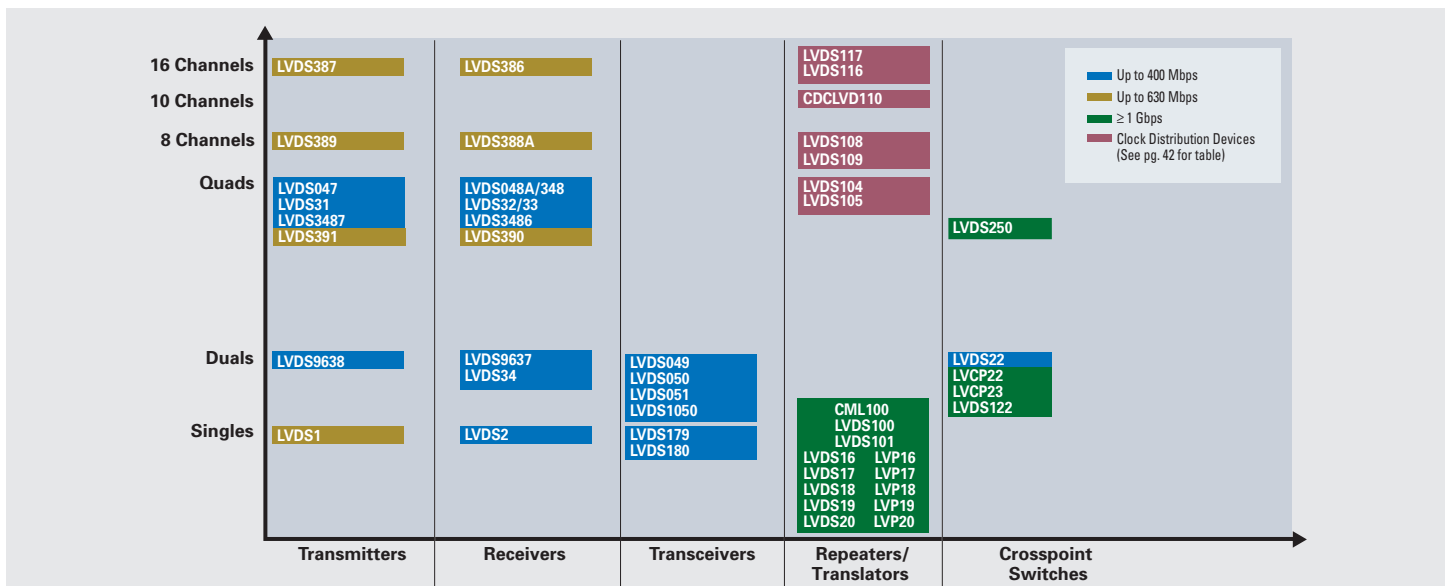 16 Channels
LVDS387
LVDS386
LVDS117
LVDS116
10 Channels
CDCLVD110
8 Channels
LVDS389
LVDS388A
LVDS108
LVDS109
Quads
LVDS047
LVDS31
LVDS3487
LVDS391
LVDS048A/348
LVDS32/33
LVDS3486
LVDS390
LVDS104
LVDS105
LVDS250
Duals
LVDS9638
LVDS9637
LVDS34
LVDS049
LVDS050
LVDS051
LVDS1050
LVDS22
LVCP22
LVCP23
LVDS122
Singles
LVDS1
LVDS2
LVDS179
LVDS180
CML100
LVDS100
LVDS101
LVDS16 LVP16
LVDS17 LVP17
LVDS18 LVP18
LVDS19 LVP19
LVDS20 LVP20
Up to 400 Mbps
Up to 630 Mbps
≥ 1 Gbps
Clock Distribution Devices
(See pg. 42 for table)
Transmitters
Receivers
Transceivers
Repeaters/
Translators
Crosspoint
Switches